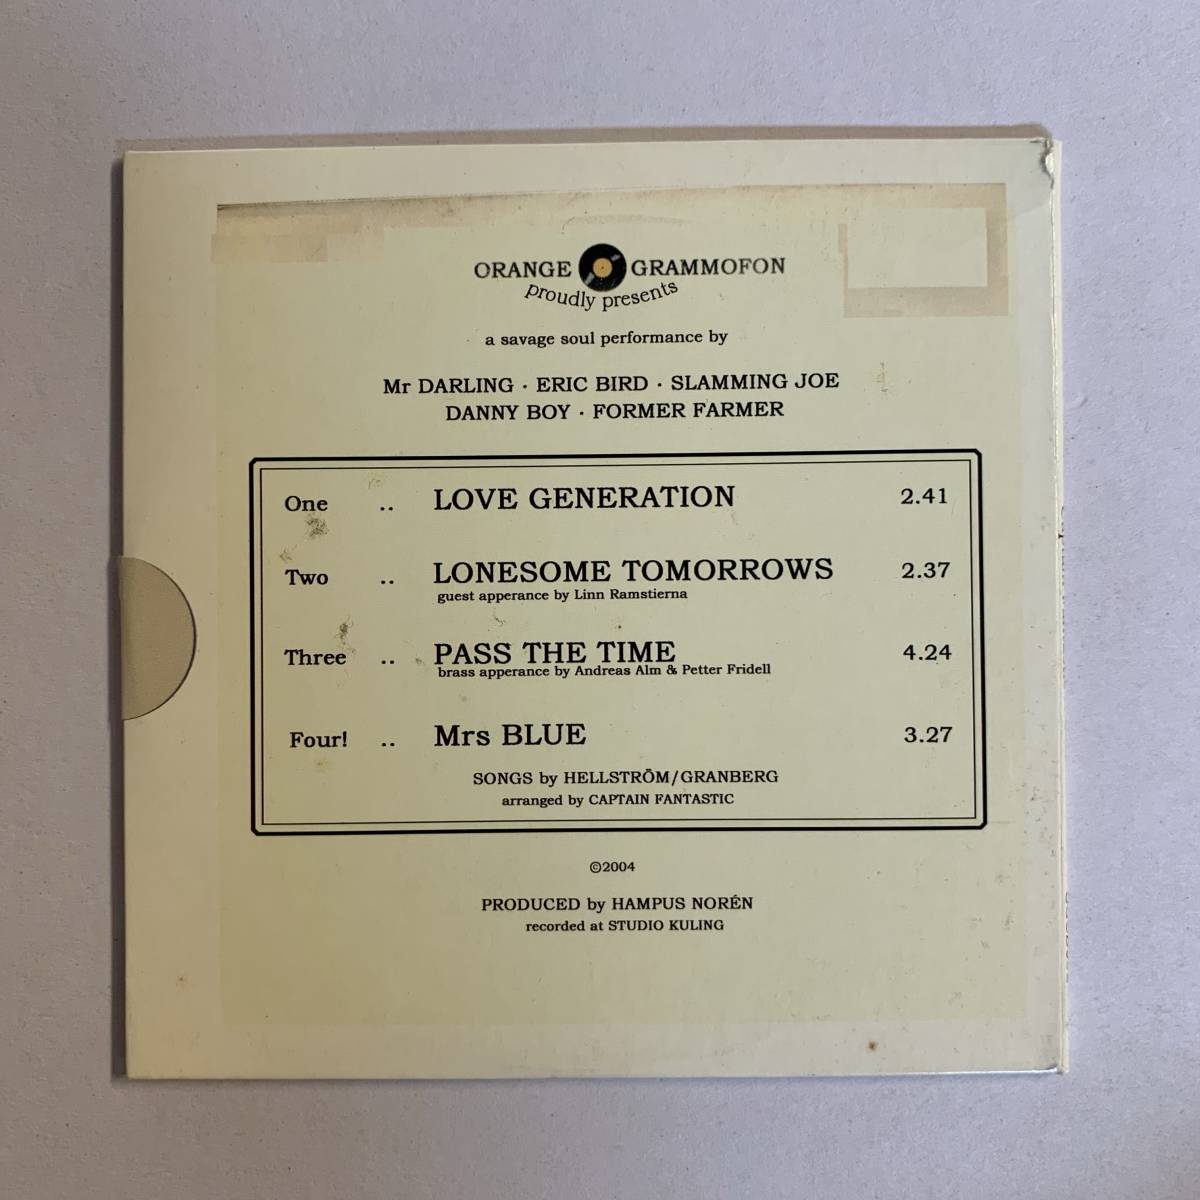 ORANGE GRAMMOFON
proudly presents
a savage soul performance by
Mr DARLING · ERIC BIRD · SLAMMING JOE
DANNY BOY · FORMER FARMER
One .. LOVE GENERATION 2.41
Two .. LONESOME TOMORROWS 2.37
guest apperance by Linn Ramstierna
Three .. PASS THE TIME 4.24
brass apperance by Andreas Alm & Petter Fridell
Four! .. Mrs BLUE 3.27
SONGS by HELLSTRÖM/GRANBERG
arranged by CAPTAIN FANTASTIC
©2004
PRODUCED by HAMPUS NORÉN
recorded at STUDIO KULING